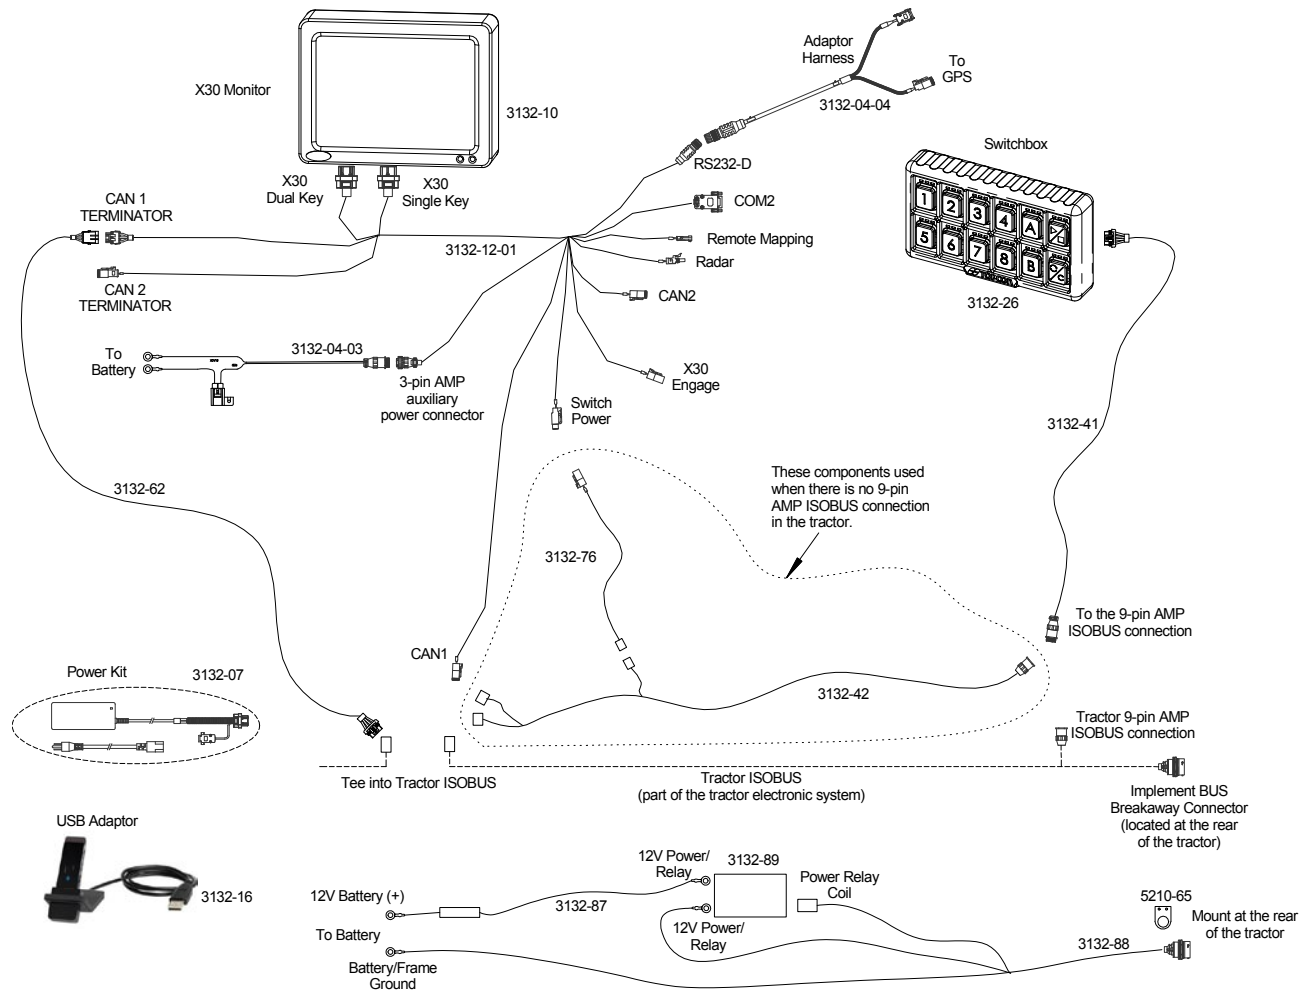 X30 Monitor
3132-10
X30
Dual Key
X30
Single Key
Adaptor
Harness
To
GPS
3132-04-04
RS232-D
Switchbox
1
2
3
4
A
5
6
7
8
B
3132-26
CAN 1
TERMINATOR
CAN 2
TERMINATOR
3132-12-01
COM2
Remote Mapping
Radar
CAN2
To
Battery
3132-04-03
3-pin AMP
auxiliary
power connector
X30
Engage
Switch
Power
3132-41
3132-62
These components used
when there is no 9-pin
AMP ISOBUS connection
in the tractor.
3132-76
To the 9-pin AMP
ISOBUS connection
CAN1
3132-42
Power Kit
3132-07
Tractor 9-pin AMP
ISOBUS connection
Tee into Tractor ISOBUS
Tractor ISOBUS
(part of the tractor electronic system)
Implement BUS
Breakaway Connector
(located at the rear
of the tractor)
USB Adaptor
3132-16
12V Power/
Relay
3132-89
Power Relay
Coil
12V Battery (+)
3132-87
12V Power/
Relay
To Battery
Battery/Frame
Ground
5210-65
Mount at the rear
of the tractor
3132-88